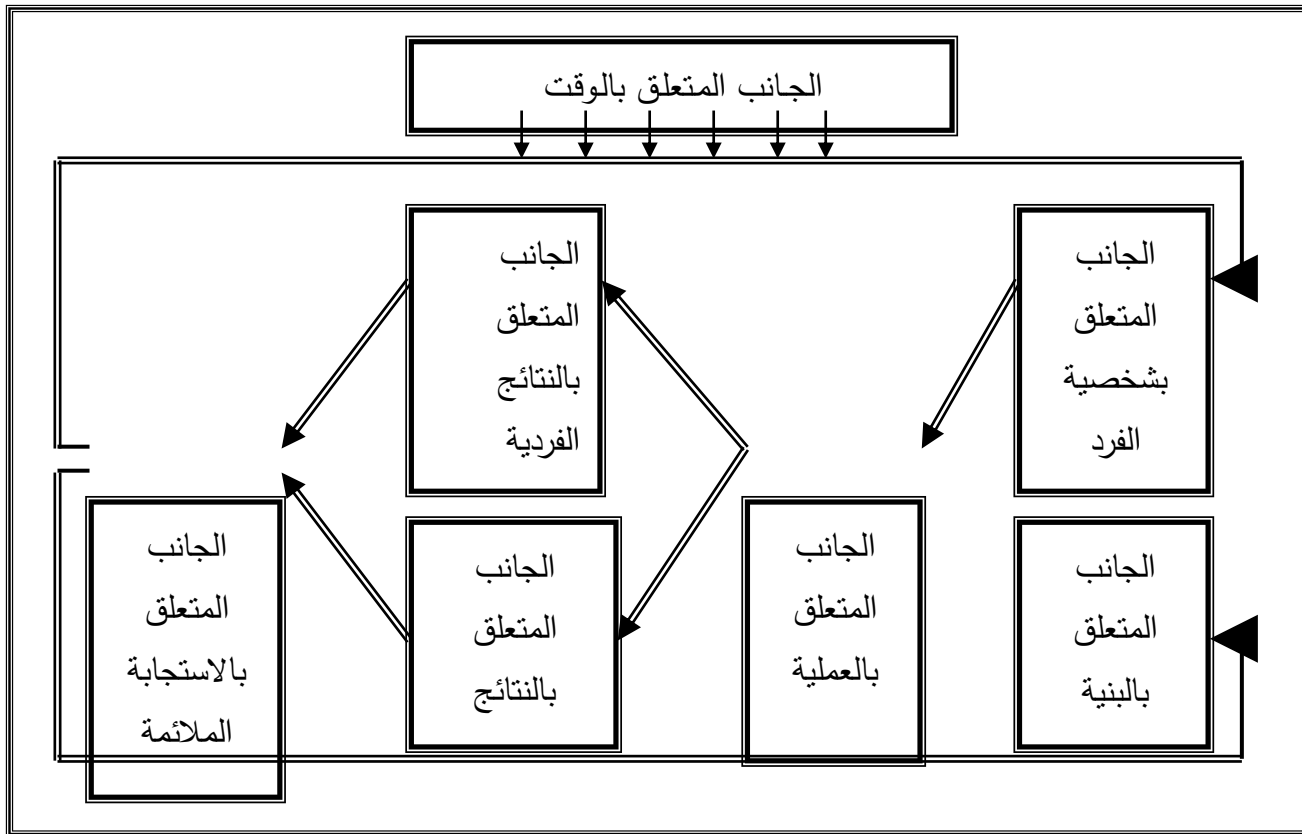 الجانب المتعلق بالوقت
الجانب
المتعلق
بشخصية
الفرد
الجانب
المتعلق
بالنتائج
الفردية
الجانب
المتعلق
بالبنية
الجانب
المتعلق
بالعملية
الجانب
المتعلق
بالنتائج
الجانب
المتعلق
بالاستجابة
الملائمة